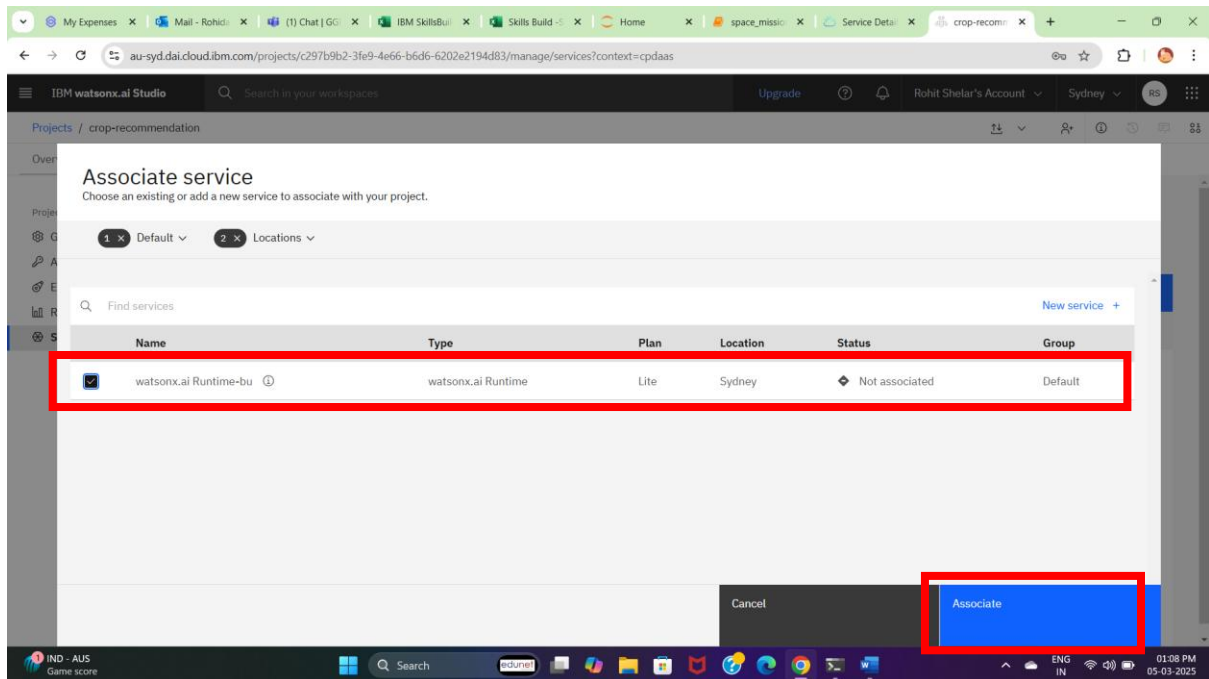 My Expenses
Mail - Rohid
(1) Chat | GG
IBM SkillsBuil
Skills Build -S
Home
space_missio
Service Detail
crop-recomm
au-syd.dai.cloud.ibm.com/projects/c297b9b2-3fe9-4e66-b6d6-6202e2194d83/manage/services?context=cpdaas
IBM watsonx.ai Studio
Search in your workspaces
Upgrade
Rohit Shelar's Account
Sydney
RS
Projects / crop-recommendation
Over
Associate service
Choose an existing or add a new service to associate with your project.
Proje
1 × Default
2 × Locations
G
A
E
R
S
Find services
New service +
Name Type Plan Location Status Group
watsonx.ai Runtime-bu watsonx.ai Runtime Lite Sydney Not associated Default
Cancel
Associate
1
IND - AUS
Game score
Search
edunet
ENG
IN
01:08 PM
05-03-2025